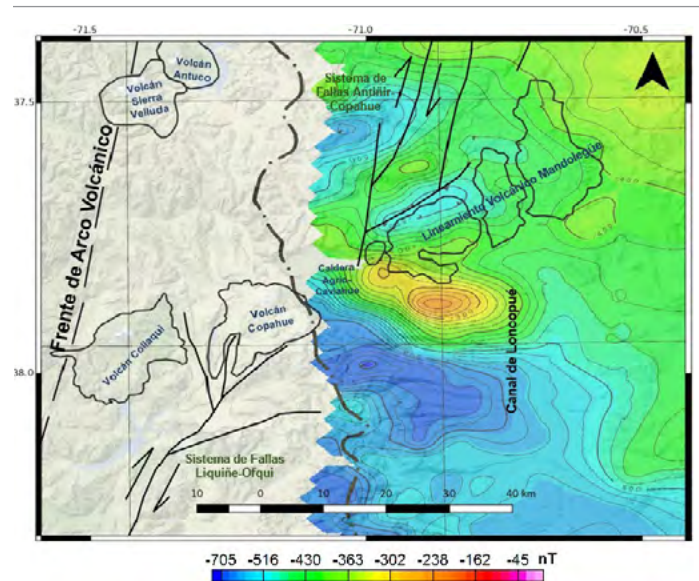 -71.5
-71.0
-70.5
37.5
38.0
Volcán
Antuco
Volcán
Sierra
Velluda
Sistema de
Fallas Antiñir-
Copahue
Frente de Arco Volcánico
Lineamiento Volcánico Mandolegüe
Caldera
Agrio-
Caviahue
Volcán
Copahue
Volcán Collaqui
Canal de Loncopue
Sistema de Fallas
Liquiñe-Ofqui
10 0 10 20 30 40 km
-705 -516 -430 -363 -302 -238 -162 -45 nT